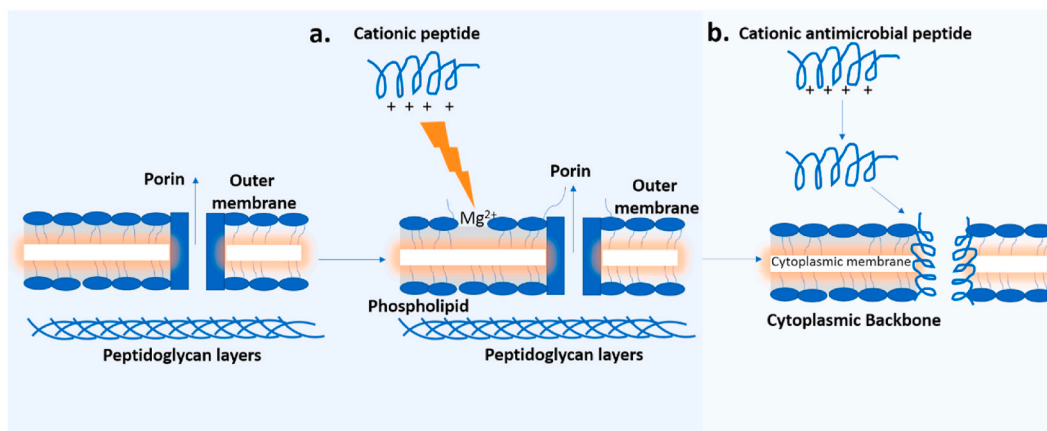 Porin
Outer
membrane
Peptidoglycan layers
a.
Cationic peptide
+ + + +
Mg²⁺
Porin
Outer
membrane
Phospholipid
Peptidoglycan layers
b.
Cationic antimicrobial peptide
+ + + +
Cytoplasmic membrane
Cytoplasmic Backbone